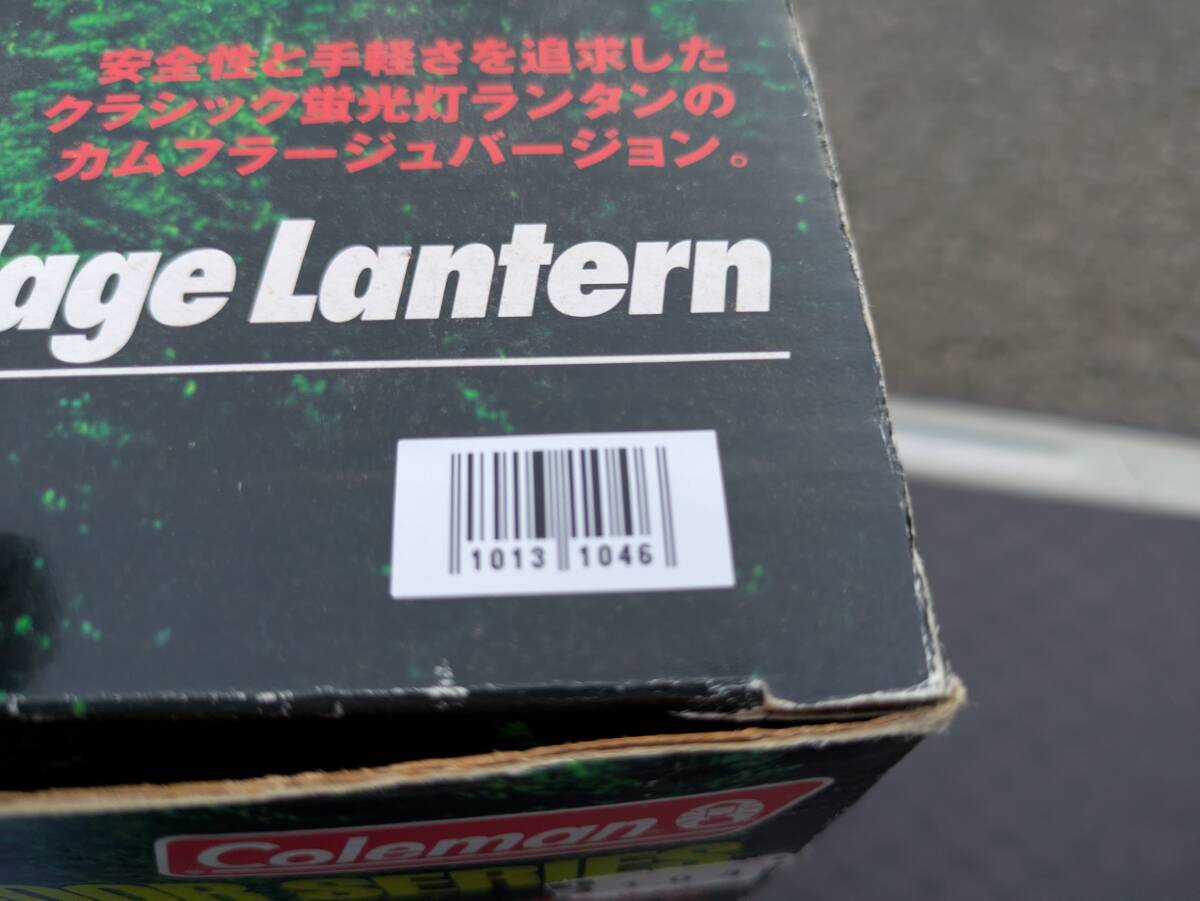 安全性と手軽さを追求した
クラシック蛍光灯ランタンの
カムフラージュバージョン。
lage Lantern
1013 1046
Coleman
DOOR SERIES